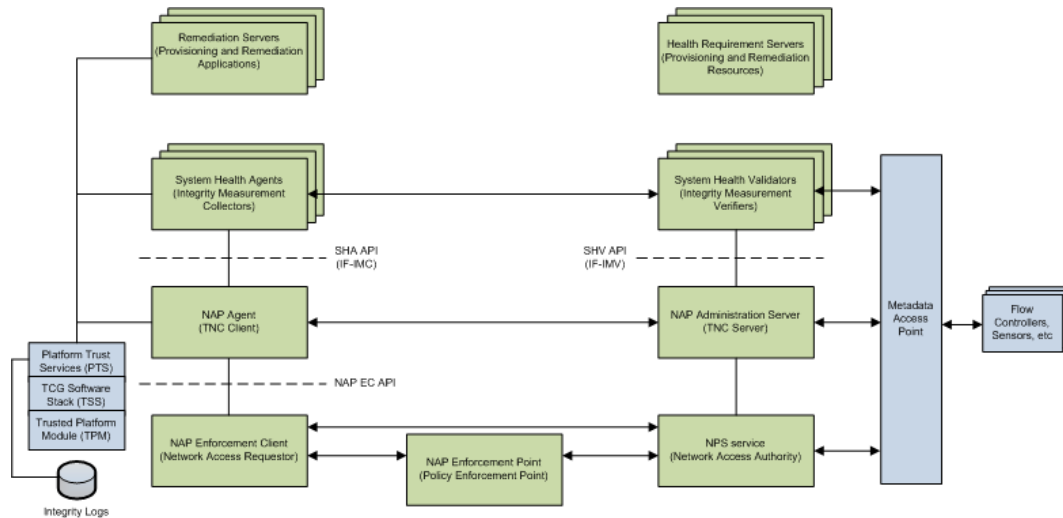 Remediation Servers
(Provisioning and Remediation
Applications)
Health Requirement Servers
(Provisioning and Remediation
Resources)
System Health Agents
(Integrity Measurement
Collectors)
System Health Validators
(Integrity Measurement
Verifiers)
SHA API
(IF-IMC)
SHV API
(IF-IMV)
NAP Agent
(TNC Client)
NAP Administration Server
(TNC Server)
Metadata
Access
Point
Flow
Controllers,
Sensors, etc
Platform Trust
Services (PTS)
TCG Software
Stack (TSS)
Trusted Platform
Module (TPM)
NAP EC API
NAP Enforcement Client
(Network Access Requestor)
NAP Enforcement Point
(Policy Enforcement Point)
NPS service
(Network Access Authority)
Integrity Logs